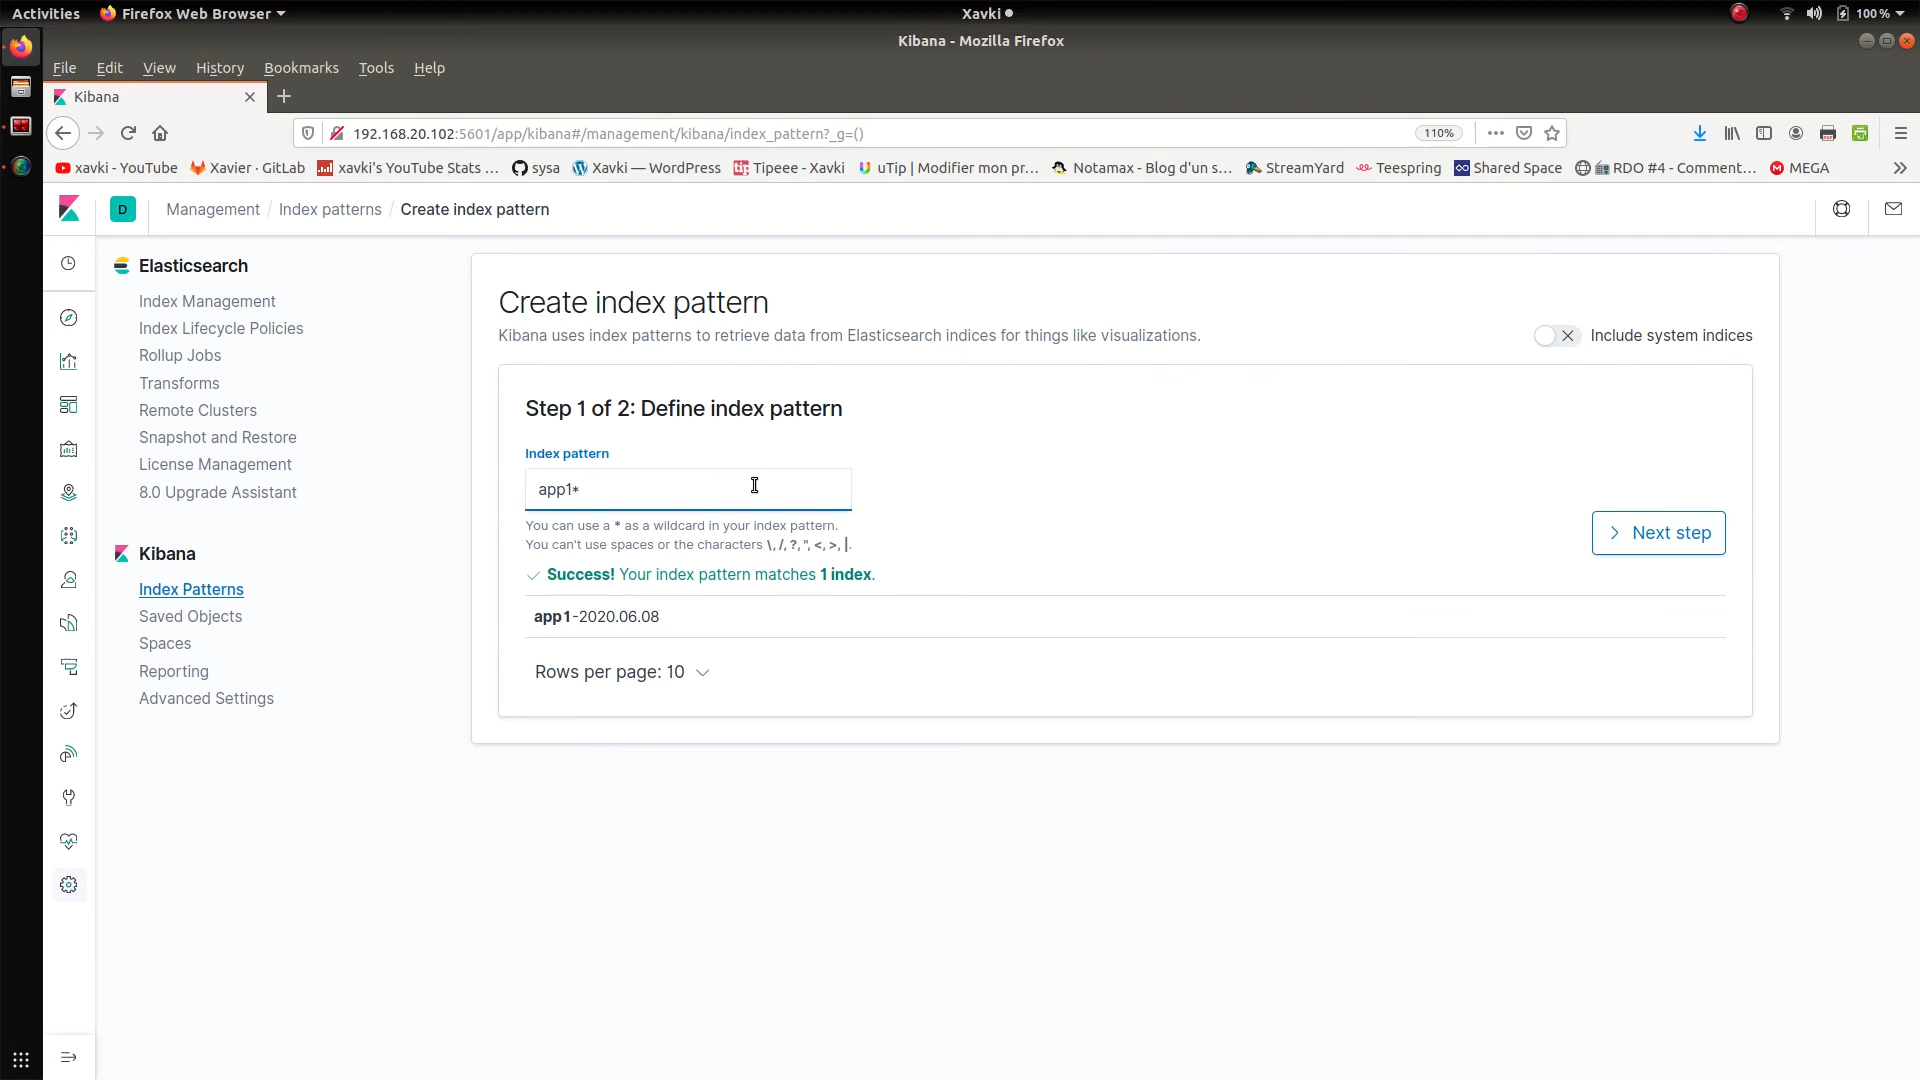 Activities
Firefox Web Browser
Xavki
100 %
Kibana - Mozilla Firefox
File Edit View History Bookmarks Tools Help
Kibana
192.168.20.102:5601/app/kibana#/management/kibana/index_pattern?_g=()
110%
xavki - YouTube
Xavier · GitLab
xavki's YouTube Stats ...
sysa
Xavki — WordPress
Tipeee - Xavki
uTip | Modifier mon pr...
Notamax - Blog d'un s...
StreamYard
Teespring
Shared Space
RDO #4 - Comment...
MEGA
D
Management / Index patterns / Create index pattern
Elasticsearch
Index Management
Index Lifecycle Policies
Rollup Jobs
Transforms
Remote Clusters
Snapshot and Restore
License Management
8.0 Upgrade Assistant
Kibana
Index Patterns
Saved Objects
Spaces
Reporting
Advanced Settings
Create index pattern
Kibana uses index patterns to retrieve data from Elasticsearch indices for things like visualizations.
Include system indices
Step 1 of 2: Define index pattern
Index pattern
app1*
You can use a * as a wildcard in your index pattern.
You can't use spaces or the characters \, /, ?, ", <, >, |.
Next step
Success! Your index pattern matches 1 index.
app1-2020.06.08
Rows per page: 10